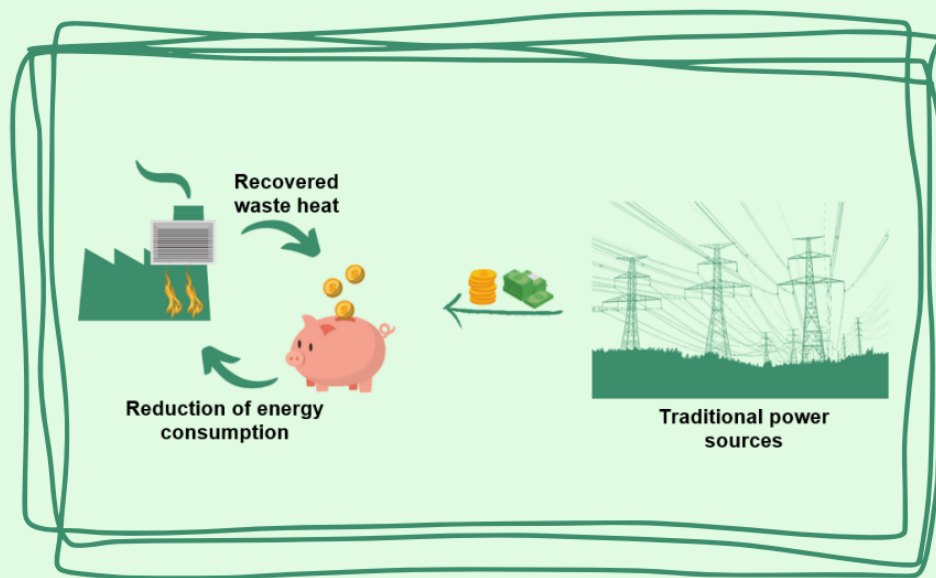 Recovered
waste heat
Reduction of energy
consumption
Traditional power
sources